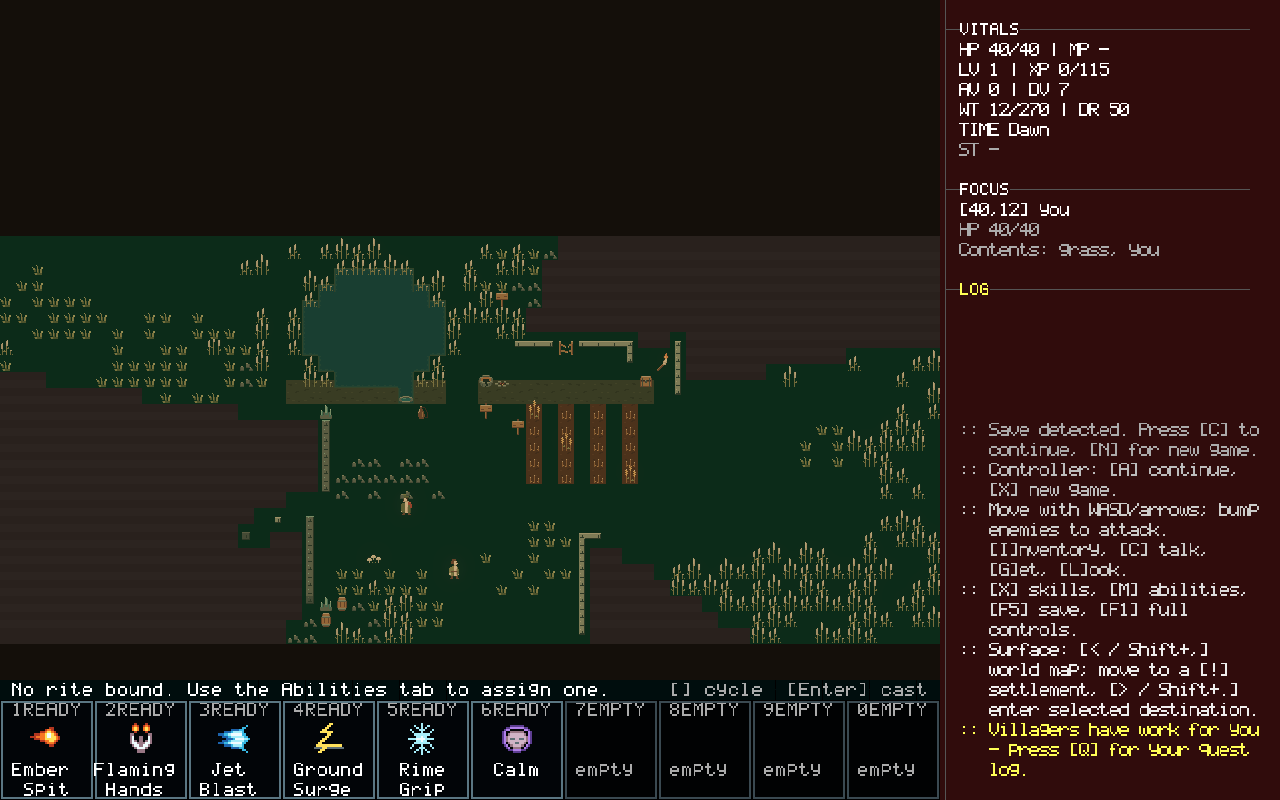 VITALS
HP 40/40 | MP -
LV 1 | XP 0/115
AV 0 | DV 7
WT 12/270 | DR 50
TIME Dawn
ST -
FOCUS
[40,12] You
HP 40/40
Contents: grass, you
LOG
:: Save detected. Press [C] to
continue, [N] for new game.
:: Controller: [A] continue,
[X] new game.
:: Move with WASD/arrows; bump
enemies to attack.
[I]nventory, [C] talk,
[G]et, [L]ook.
:: [X] skills, [M] abilities,
[F5] save, [F1] full
controls.
:: Surface: [< / Shift+,]
world map; move to a [!]
settlement, [> / Shift+.]
enter selected destination.
:: Villagers have work for you
- Press [Q] for your quest
log.
No rite bound. Use the Abilities tab to assign one. [] cycle [Enter] cast
1READY 2READY 3READY 4READY 5READY 6READY 7EMPTY 8EMPTY 9EMPTY 0EMPTY
Ember Flaming Jet Ground Rime Calm empty empty empty empty
Spit Hands Blast Surge Grip